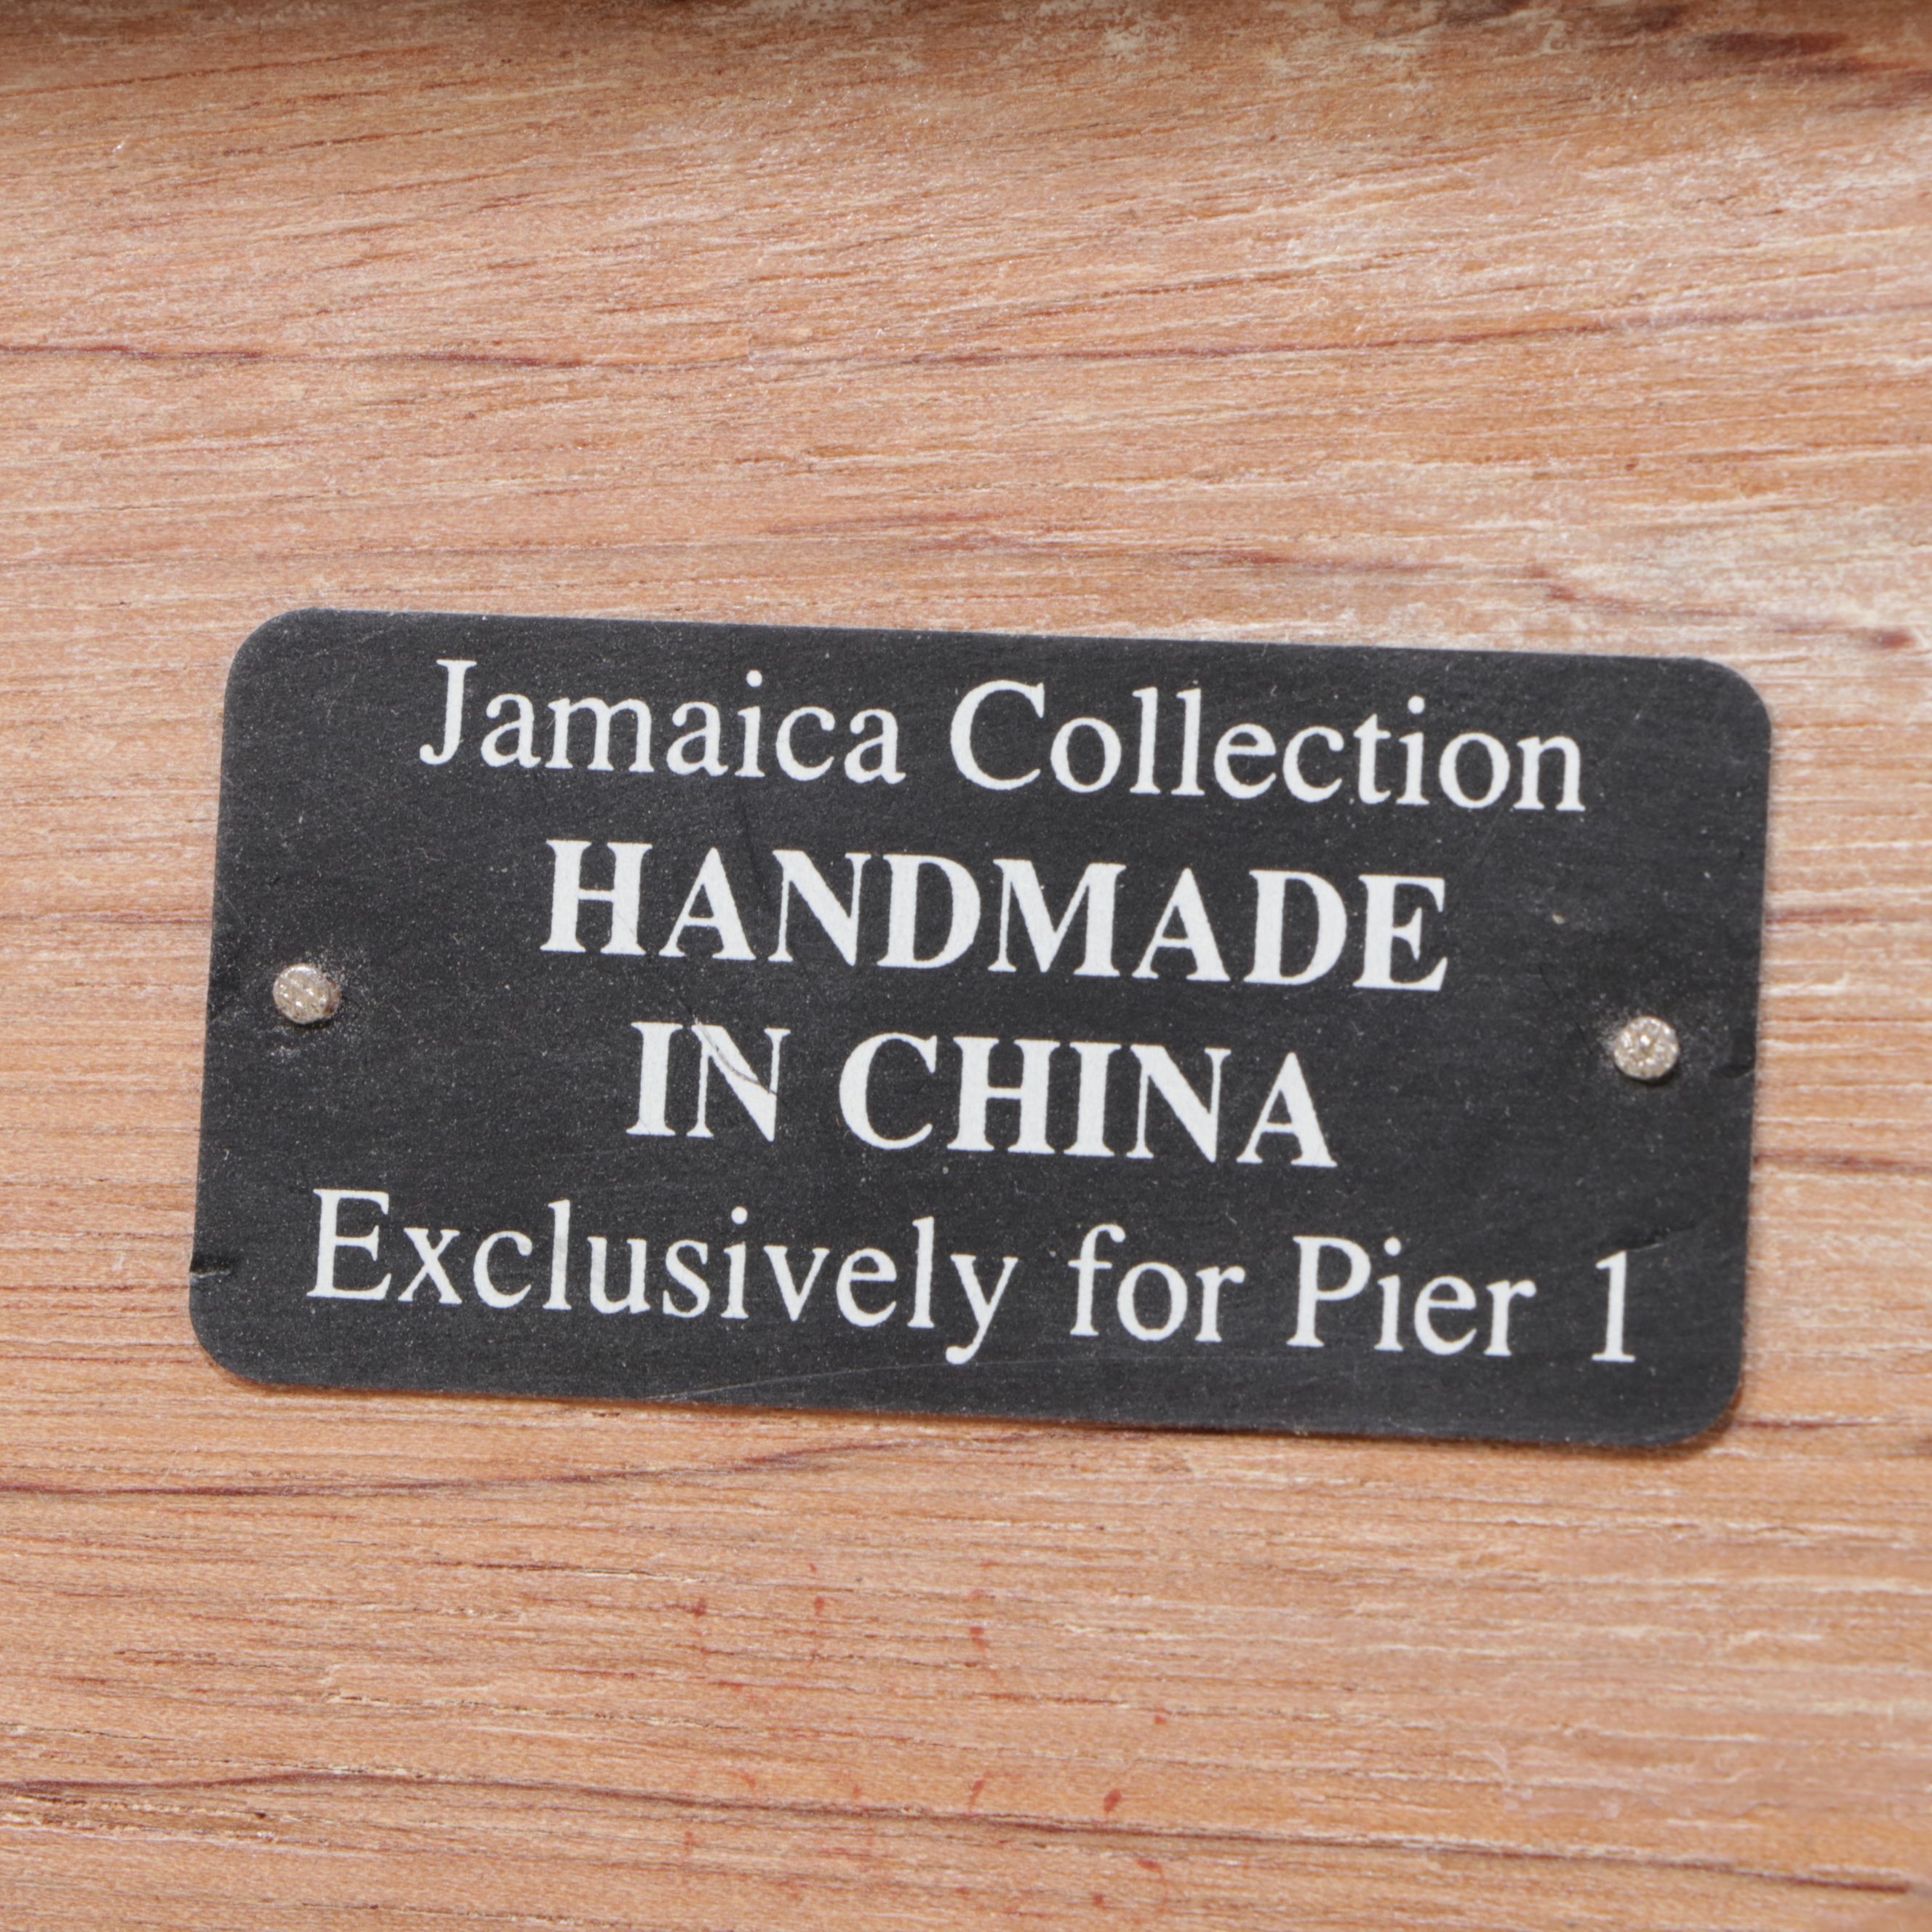 Jamaica Collection
HANDMADE
IN CHINA
Exclusively for Pier 1